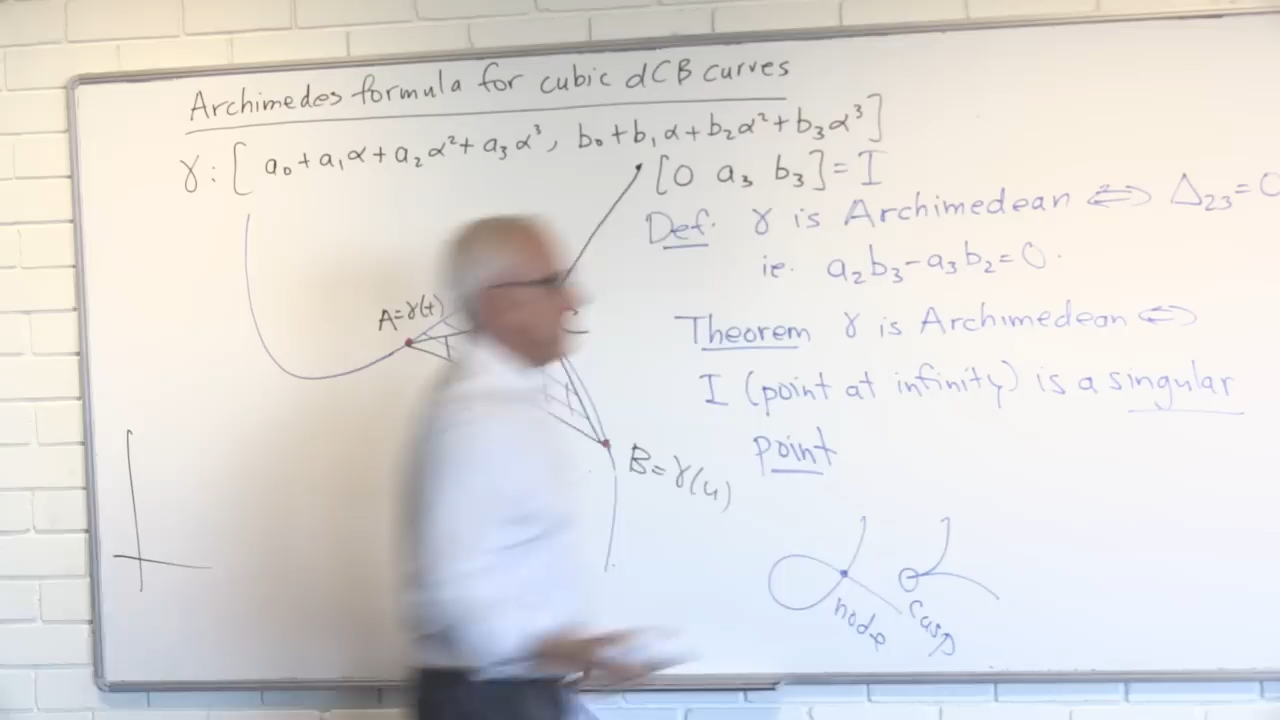 Archimedes formula for cubic dCB curves
γ: [ a₀+a₁α+a₂α²+a₃α³, b₀+b₁α+b₂α²+b₃α³]
[0 a₃ b₃]=I
Def: γ is Archimedean ⇔ Δ₂₃=0
ie. a₂b₃-a₃b₂=0.
A=γ(t)
Theorem γ is Archimedean ⇔
I (point at infinity) is a singular
point
B=γ(u)
node
cusp